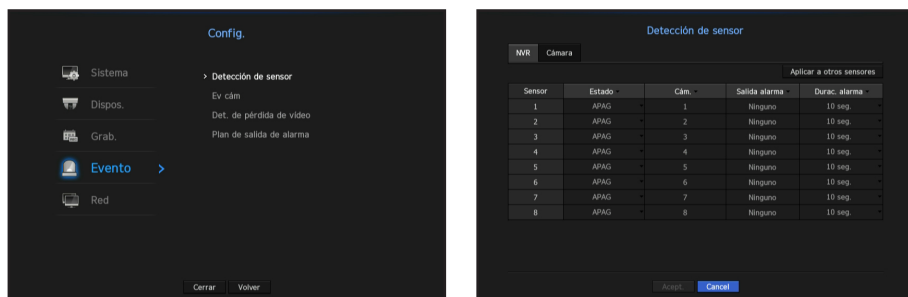 Config.
Sistema
Dispos.
Grab.
Evento
Red
Detección de sensor
Ev cám
Det. de pérdida de vídeo
Plan de salida de alarma
Cerrar Volver
Detección de sensor
NVR Cámara
Aplicar a otros sensores
Sensor Estado Cám. Salida alarma Durac. alarma
1 APAG 1 Ninguno 10 seg.
2 APAG 2 Ninguno 10 seg.
3 APAG 3 Ninguno 10 seg.
4 APAG 4 Ninguno 10 seg.
5 APAG 5 Ninguno 10 seg.
6 APAG 6 Ninguno 10 seg.
7 APAG 7 Ninguno 10 seg.
8 APAG 8 Ninguno 10 seg.
Acept. Cancel